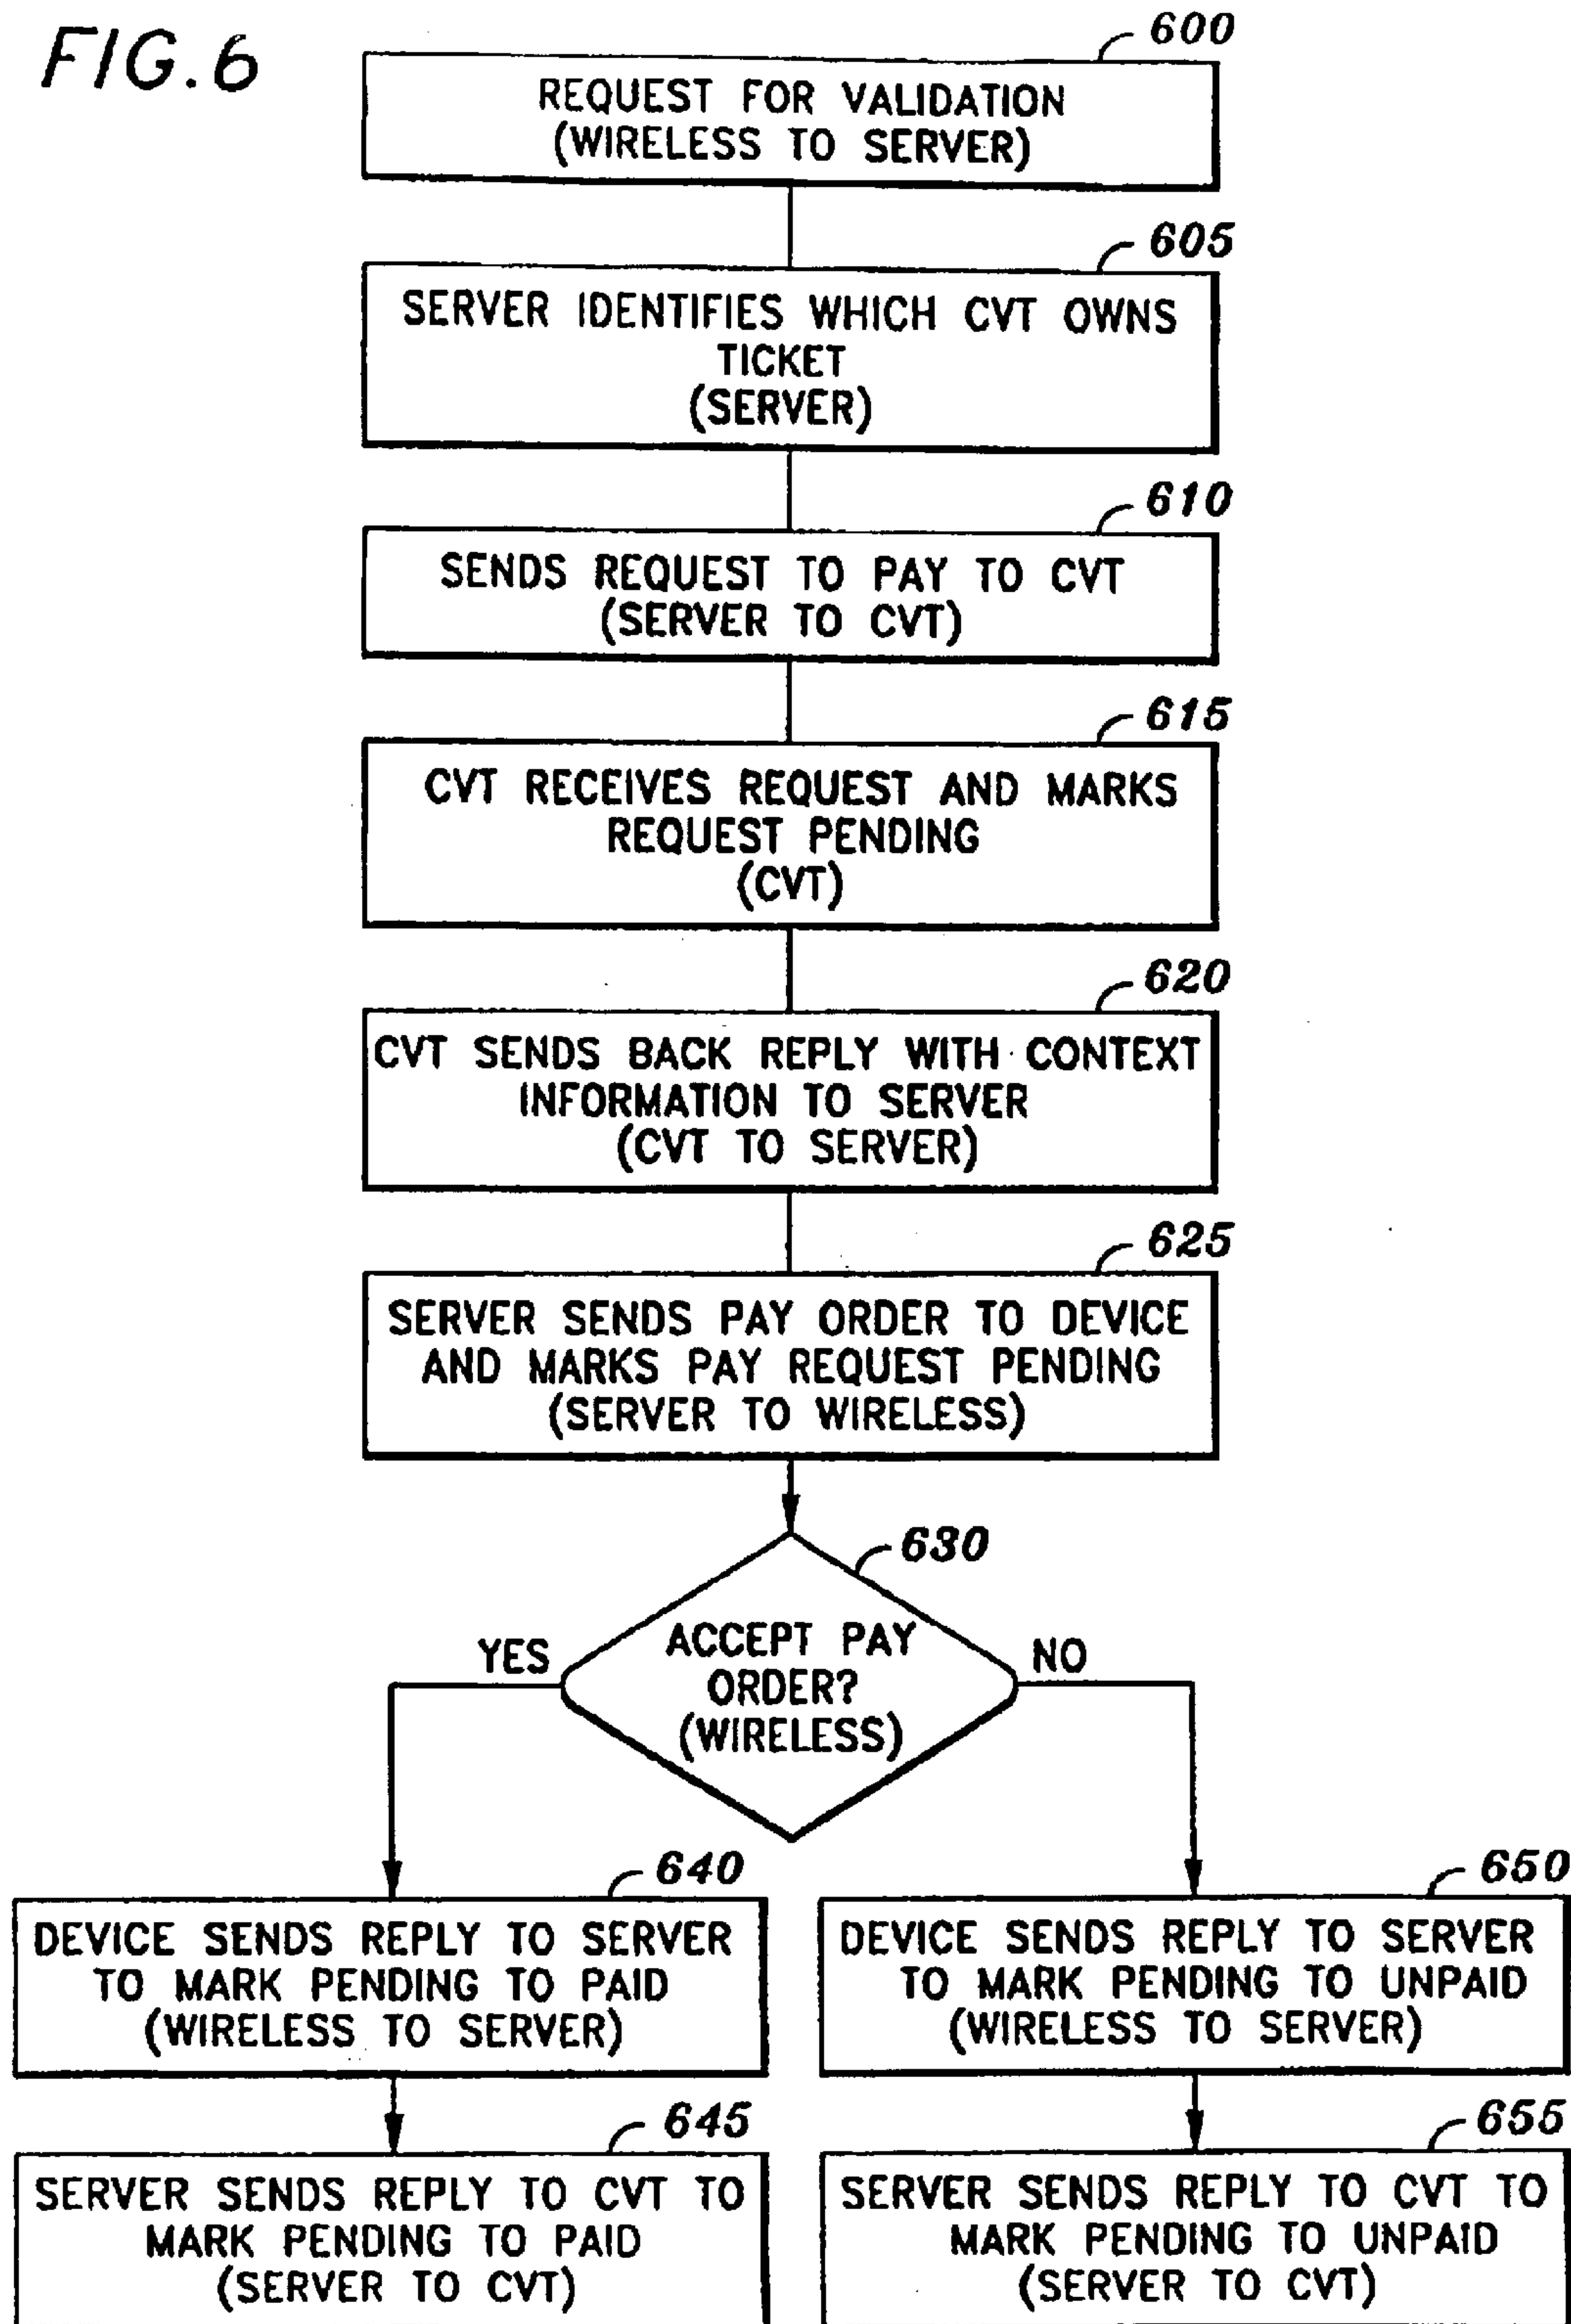 FIG.6
600
REQUEST FOR VALIDATION
(WIRELESS TO SERVER)
605
SERVER IDENTIFIES WHICH CVT OWNS
TICKET
(SERVER)
610
SENDS REQUEST TO PAY TO CVT
(SERVER TO CVT)
615
CVT RECEIVES REQUEST AND MARKS
REQUEST PENDING
(CVT)
620
CVT SENDS BACK REPLY WITH CONTEXT
INFORMATION TO SERVER
(CVT TO SERVER)
625
SERVER SENDS PAY ORDER TO DEVICE
AND MARKS PAY REQUEST PENDING
(SERVER TO WIRELESS)
630
ACCEPT PAY
ORDER?
(WIRELESS)
YES
NO
640
DEVICE SENDS REPLY TO SERVER
TO MARK PENDING TO PAID
(WIRELESS TO SERVER)
650
DEVICE SENDS REPLY TO SERVER
TO MARK PENDING TO UNPAID
(WIRELESS TO SERVER)
645
SERVER SENDS REPLY TO CVT TO
MARK PENDING TO PAID
(SERVER TO CVT)
655
SERVER SENDS REPLY TO CVT TO
MARK PENDING TO UNPAID
(SERVER TO CVT)